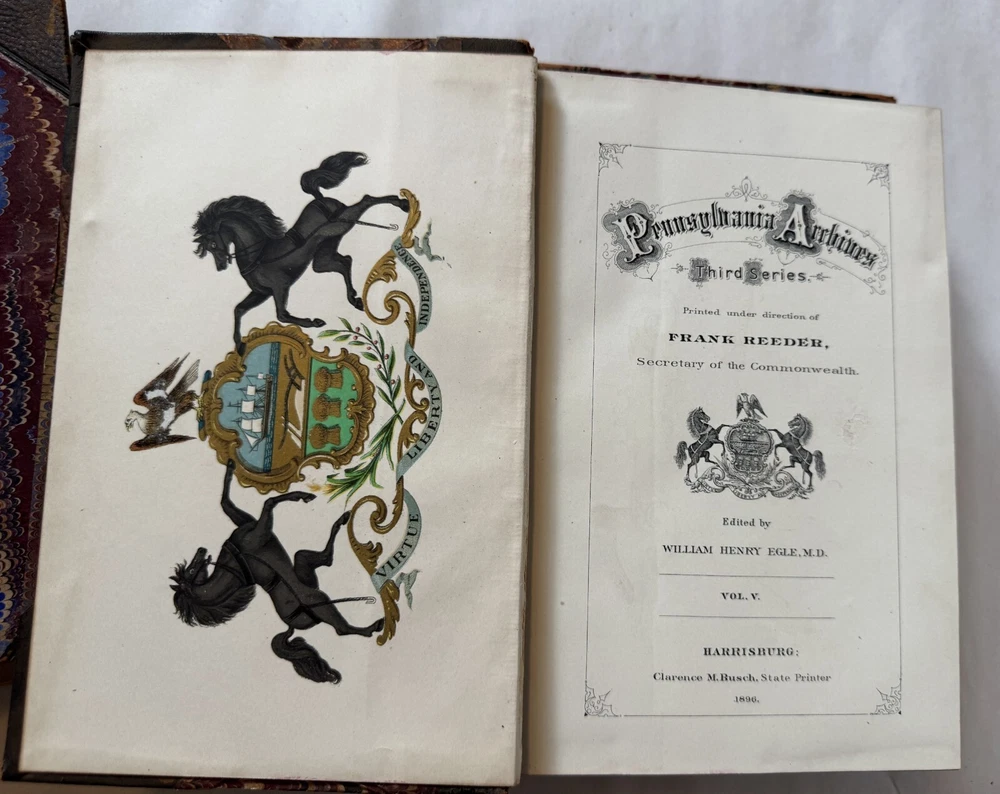 VIRTUE LIBERTY AND INDEPENDENCE
Pennsylvania Archives
Third Series.
Printed under direction of
FRANK REEDER,
Secretary of the Commonwealth.
Edited by
WILLIAM HENRY EGLE, M.D.
VOL. V.
HARRISBURG:
Clarence M. Busch, State Printer
1896.